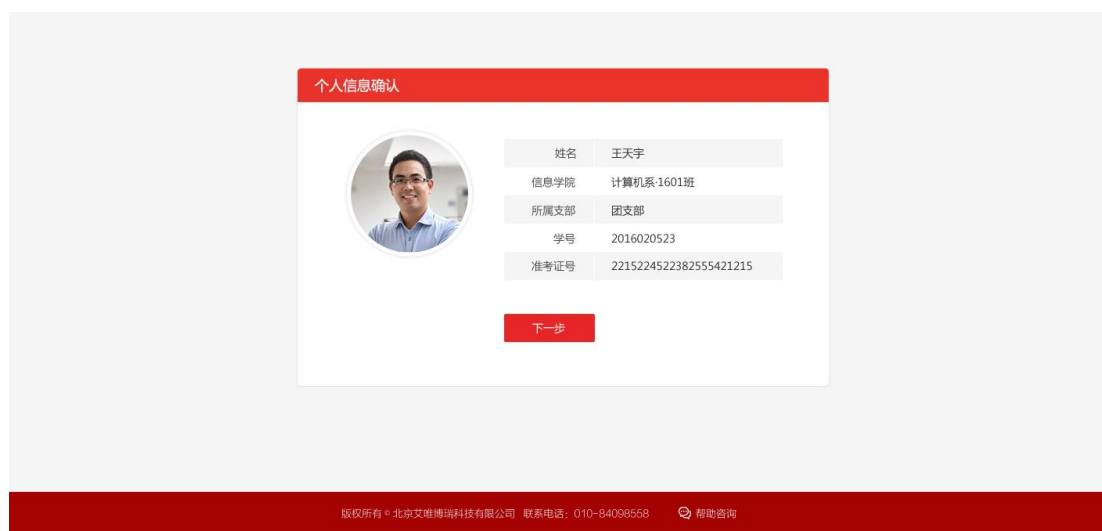 个人信息确认
姓名 王天宇
信息学院 计算机系·1601班
所属支部 团支部
学号 2016020523
准考证号 2215224522382555421215
下一步
版权所有©北京艾唯博瑞科技有限公司 联系电话：010-84098558 帮助咨询